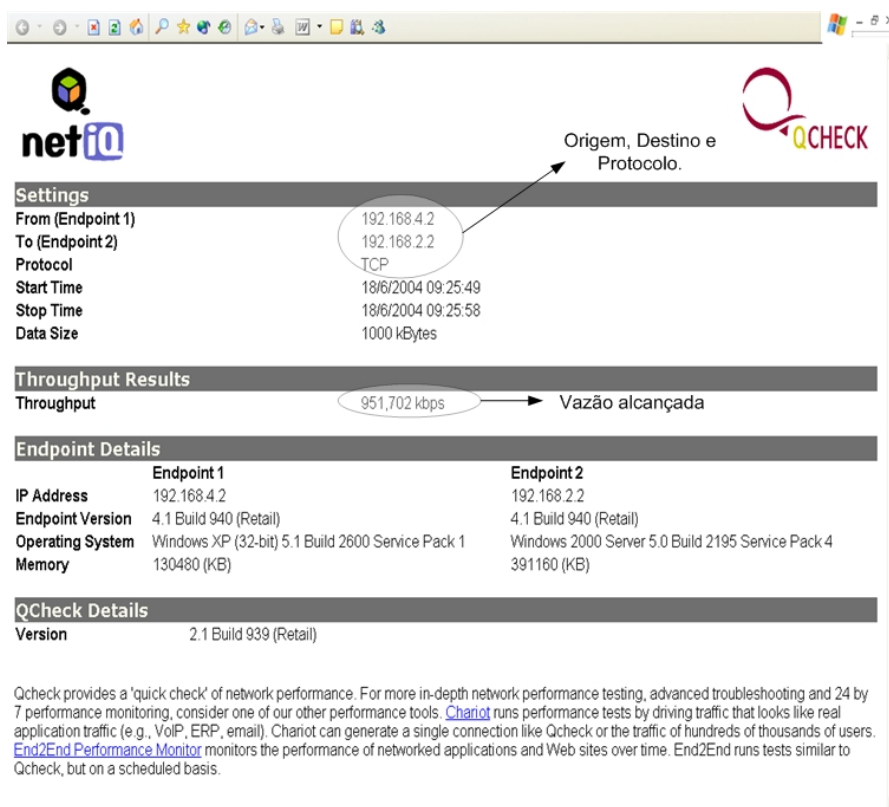 netiQ
QCHECK
Origem, Destino e
Protocolo.
Settings
From (Endpoint 1) 192.168.4.2
To (Endpoint 2) 192.168.2.2
Protocol TCP
Start Time 18/6/2004 09:25:49
Stop Time 18/6/2004 09:25:58
Data Size 1000 kBytes
Throughput Results
Throughput 951,702 kbps Vazão alcançada
Endpoint Details
Endpoint 1 Endpoint 2
IP Address 192.168.4.2 192.168.2.2
Endpoint Version 4.1 Build 940 (Retail) 4.1 Build 940 (Retail)
Operating System Windows XP (32-bit) 5.1 Build 2600 Service Pack 1 Windows 2000 Server 5.0 Build 2195 Service Pack 4
Memory 130480 (KB) 391160 (KB)
QCheck Details
Version 2.1 Build 939 (Retail)
Qcheck provides a 'quick check' of network performance. For more in-depth network performance testing, advanced troubleshooting and 24 by
7 performance monitoring, consider one of our other performance tools. Chariot runs performance tests by driving traffic that looks like real
application traffic (e.g., VoIP, ERP, email). Chariot can generate a single connection like Qcheck or the traffic of hundreds of thousands of users.
End2End Performance Monitor monitors the performance of networked applications and Web sites over time. End2End runs tests similar to
Qcheck, but on a scheduled basis.